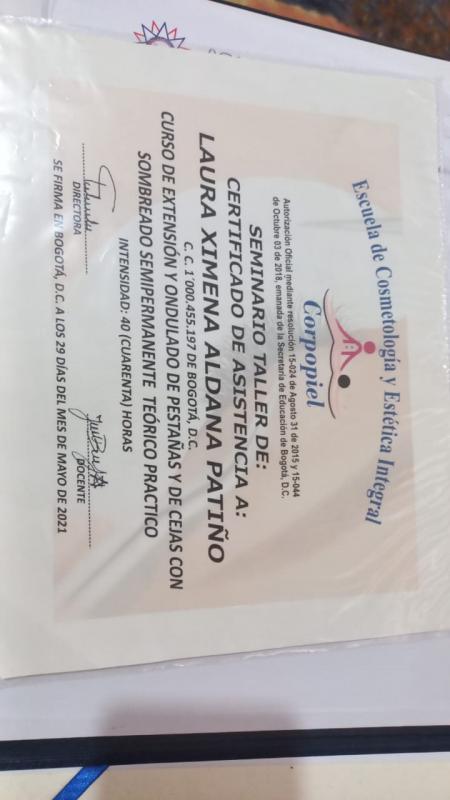 Escuela de Cosmetología y Estética Integral
Corpopiel
Autorización Oficial mediante resolución 15-024 de Agosto 31 de 2015 y 15-044
de Octubre 03 de 2018, emanada de la Secretaría de Educación de Bogotá, D.C.
SEMINARIO TALLER DE:
CERTIFICADO DE ASISTENCIA A:
LAURA XIMENA ALDANA PATIÑO
C. C. 1'000.455.197 DE BOGOTÁ, D.C.
CURSO DE EXTENSIÓN Y ONDULADO DE PESTAÑAS Y DE CEJAS CON
SOMBREADO SEMIPERMANENTE TEÓRICO PRACTICO
INTENSIDAD: 40 (CUARENTA) HORAS
DIRECTORA
DOCENTE
SE FIRMA EN BOGOTÁ, D.C. A LOS 29 DÍAS DEL MES DE MAYO DE 2021